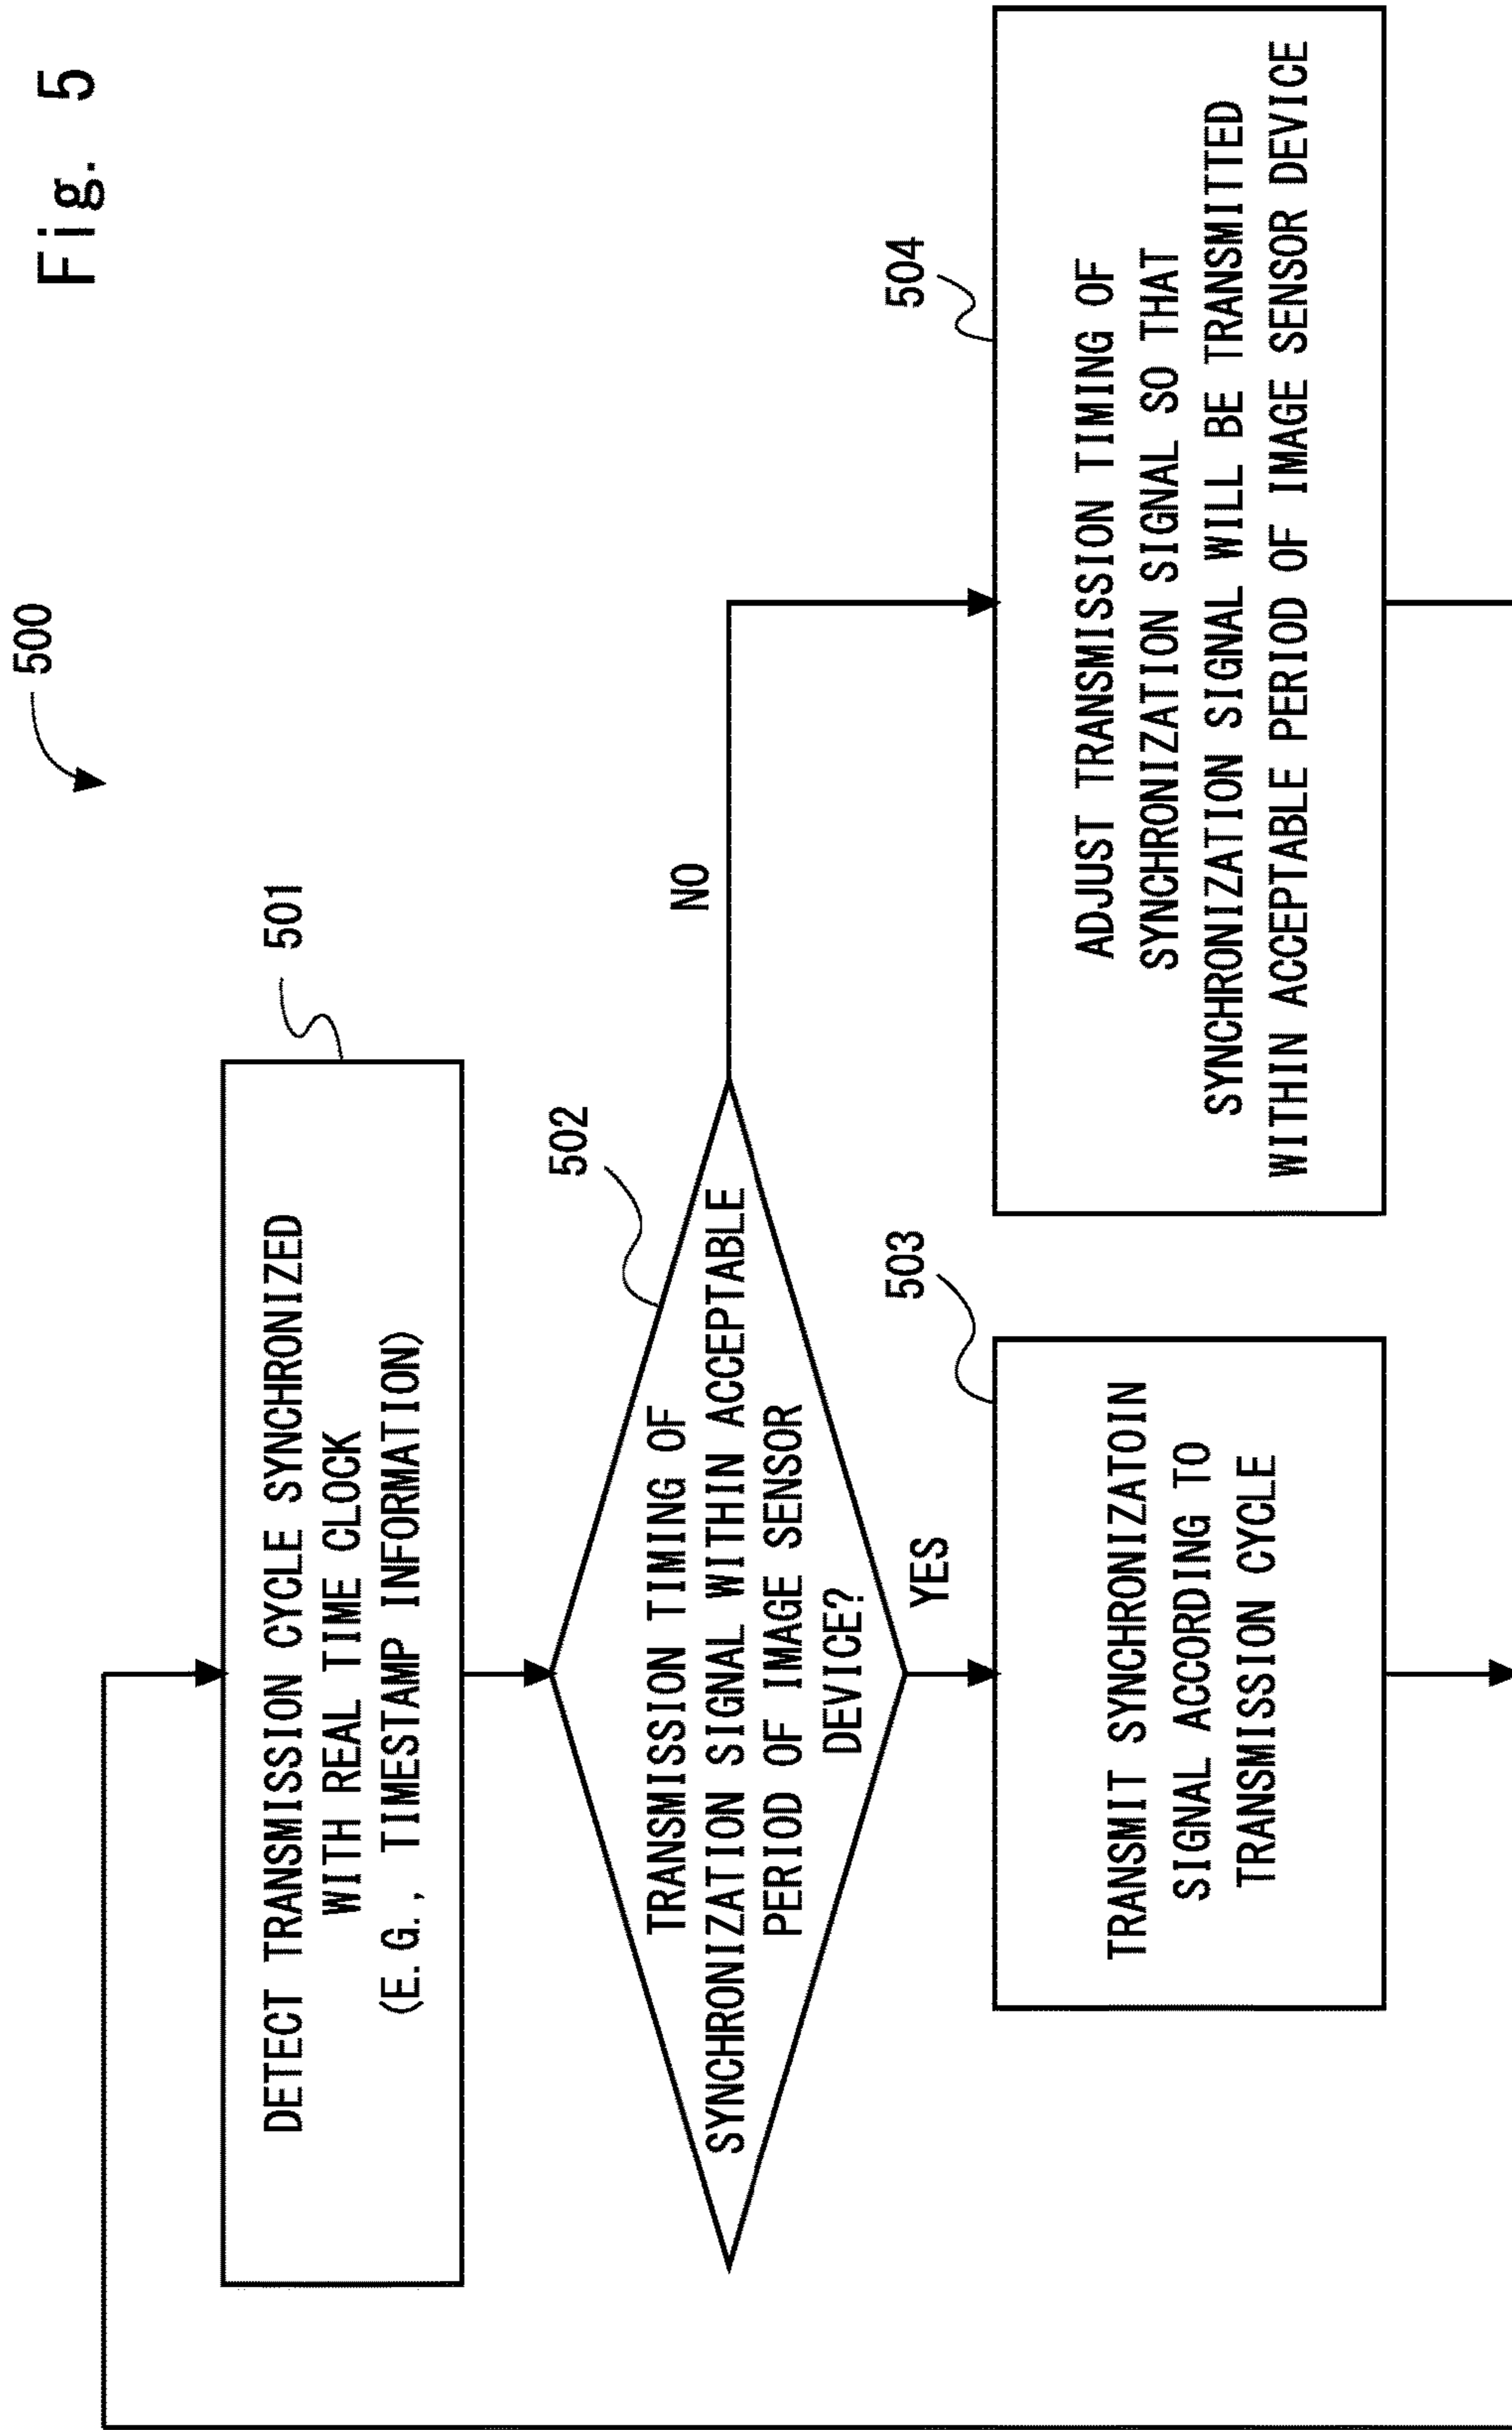 Fig. 5
500
501
DETECT TRANSMISSION CYCLE SYNCHRONIZED
WITH REAL TIME CLOCK
(E.G., TIMESTAMP INFORMATION)
502
TRANSMISSION TIMING OF
SYNCHRONIZATION SIGNAL WITHIN ACCEPTABLE
PERIOD OF IMAGE SENSOR
DEVICE?
NO
YES
503
TRANSMIT SYNCHRONIZATOIN
SIGNAL ACCORDING TO
TRANSMISSION CYCLE
504
ADJUST TRANSMISSION TIMING OF
SYNCHRONIZATION SIGNAL SO THAT
SYNCHRONIZATION SIGNAL WILL BE TRANSMITTED
WITHIN ACCEPTABLE PERIOD OF IMAGE SENSOR DEVICE